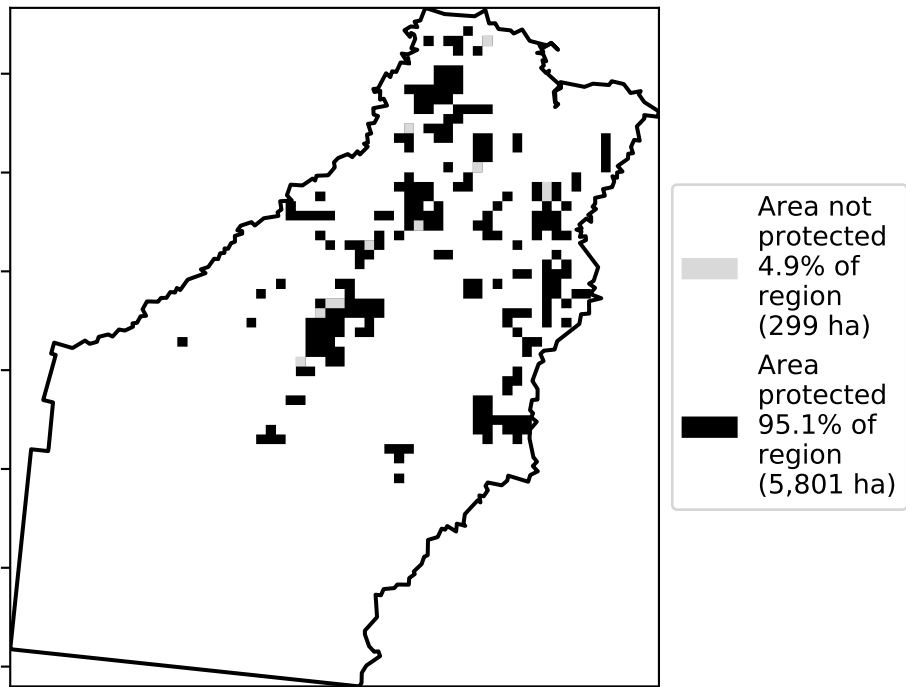 Area not
protected
4.9% of
region
(299 ha)
Area
protected
95.1% of
region
(5,801 ha)